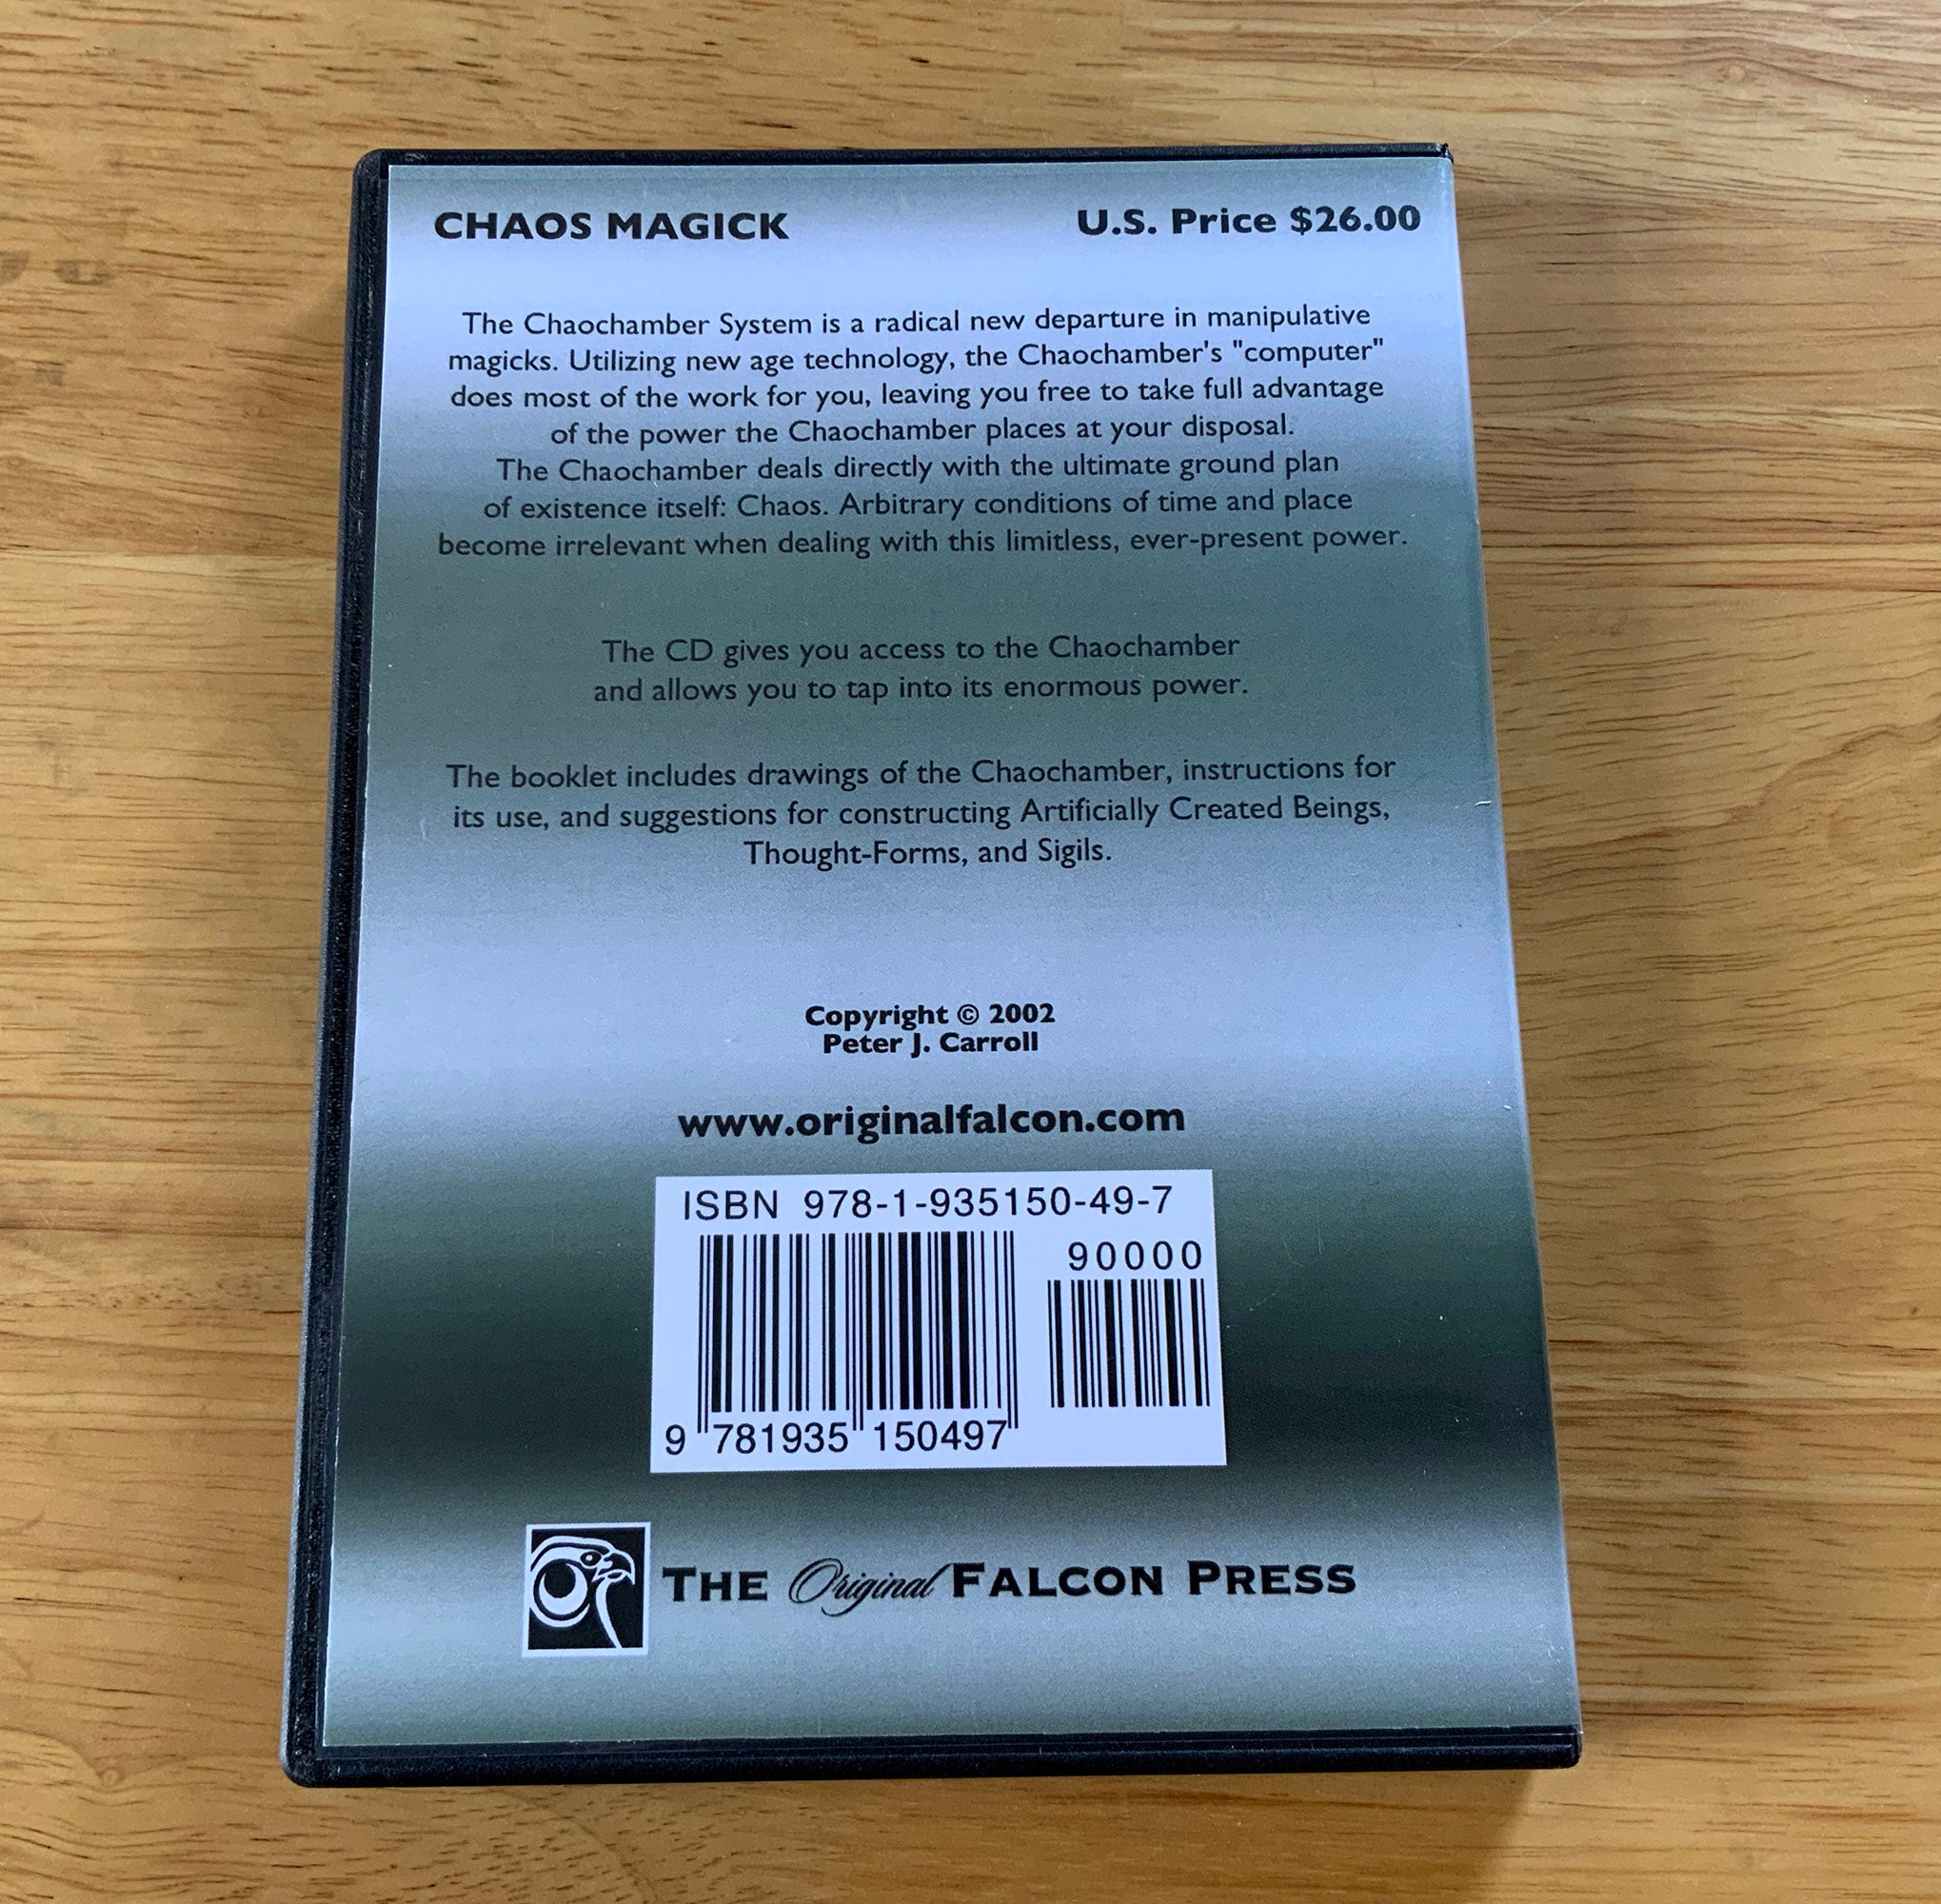 CHAOS MAGICK U.S. Price $26.00
The Chaochamber System is a radical new departure in manipulative
magicks. Utilizing new age technology, the Chaochamber's "computer"
does most of the work for you, leaving you free to take full advantage
of the power the Chaochamber places at your disposal.
The Chaochamber deals directly with the ultimate ground plan
of existence itself: Chaos. Arbitrary conditions of time and place
become irrelevant when dealing with this limitless, ever-present power.
The CD gives you access to the Chaochamber
and allows you to tap into its enormous power.
The booklet includes drawings of the Chaochamber, instructions for
its use, and suggestions for constructing Artificially Created Beings,
Thought-Forms, and Sigils.
Copyright © 2002
Peter J. Carroll
www.originalfalcon.com
ISBN 978-1-935150-49-7
90000
9 781935 150497
THE Original FALCON PRESS